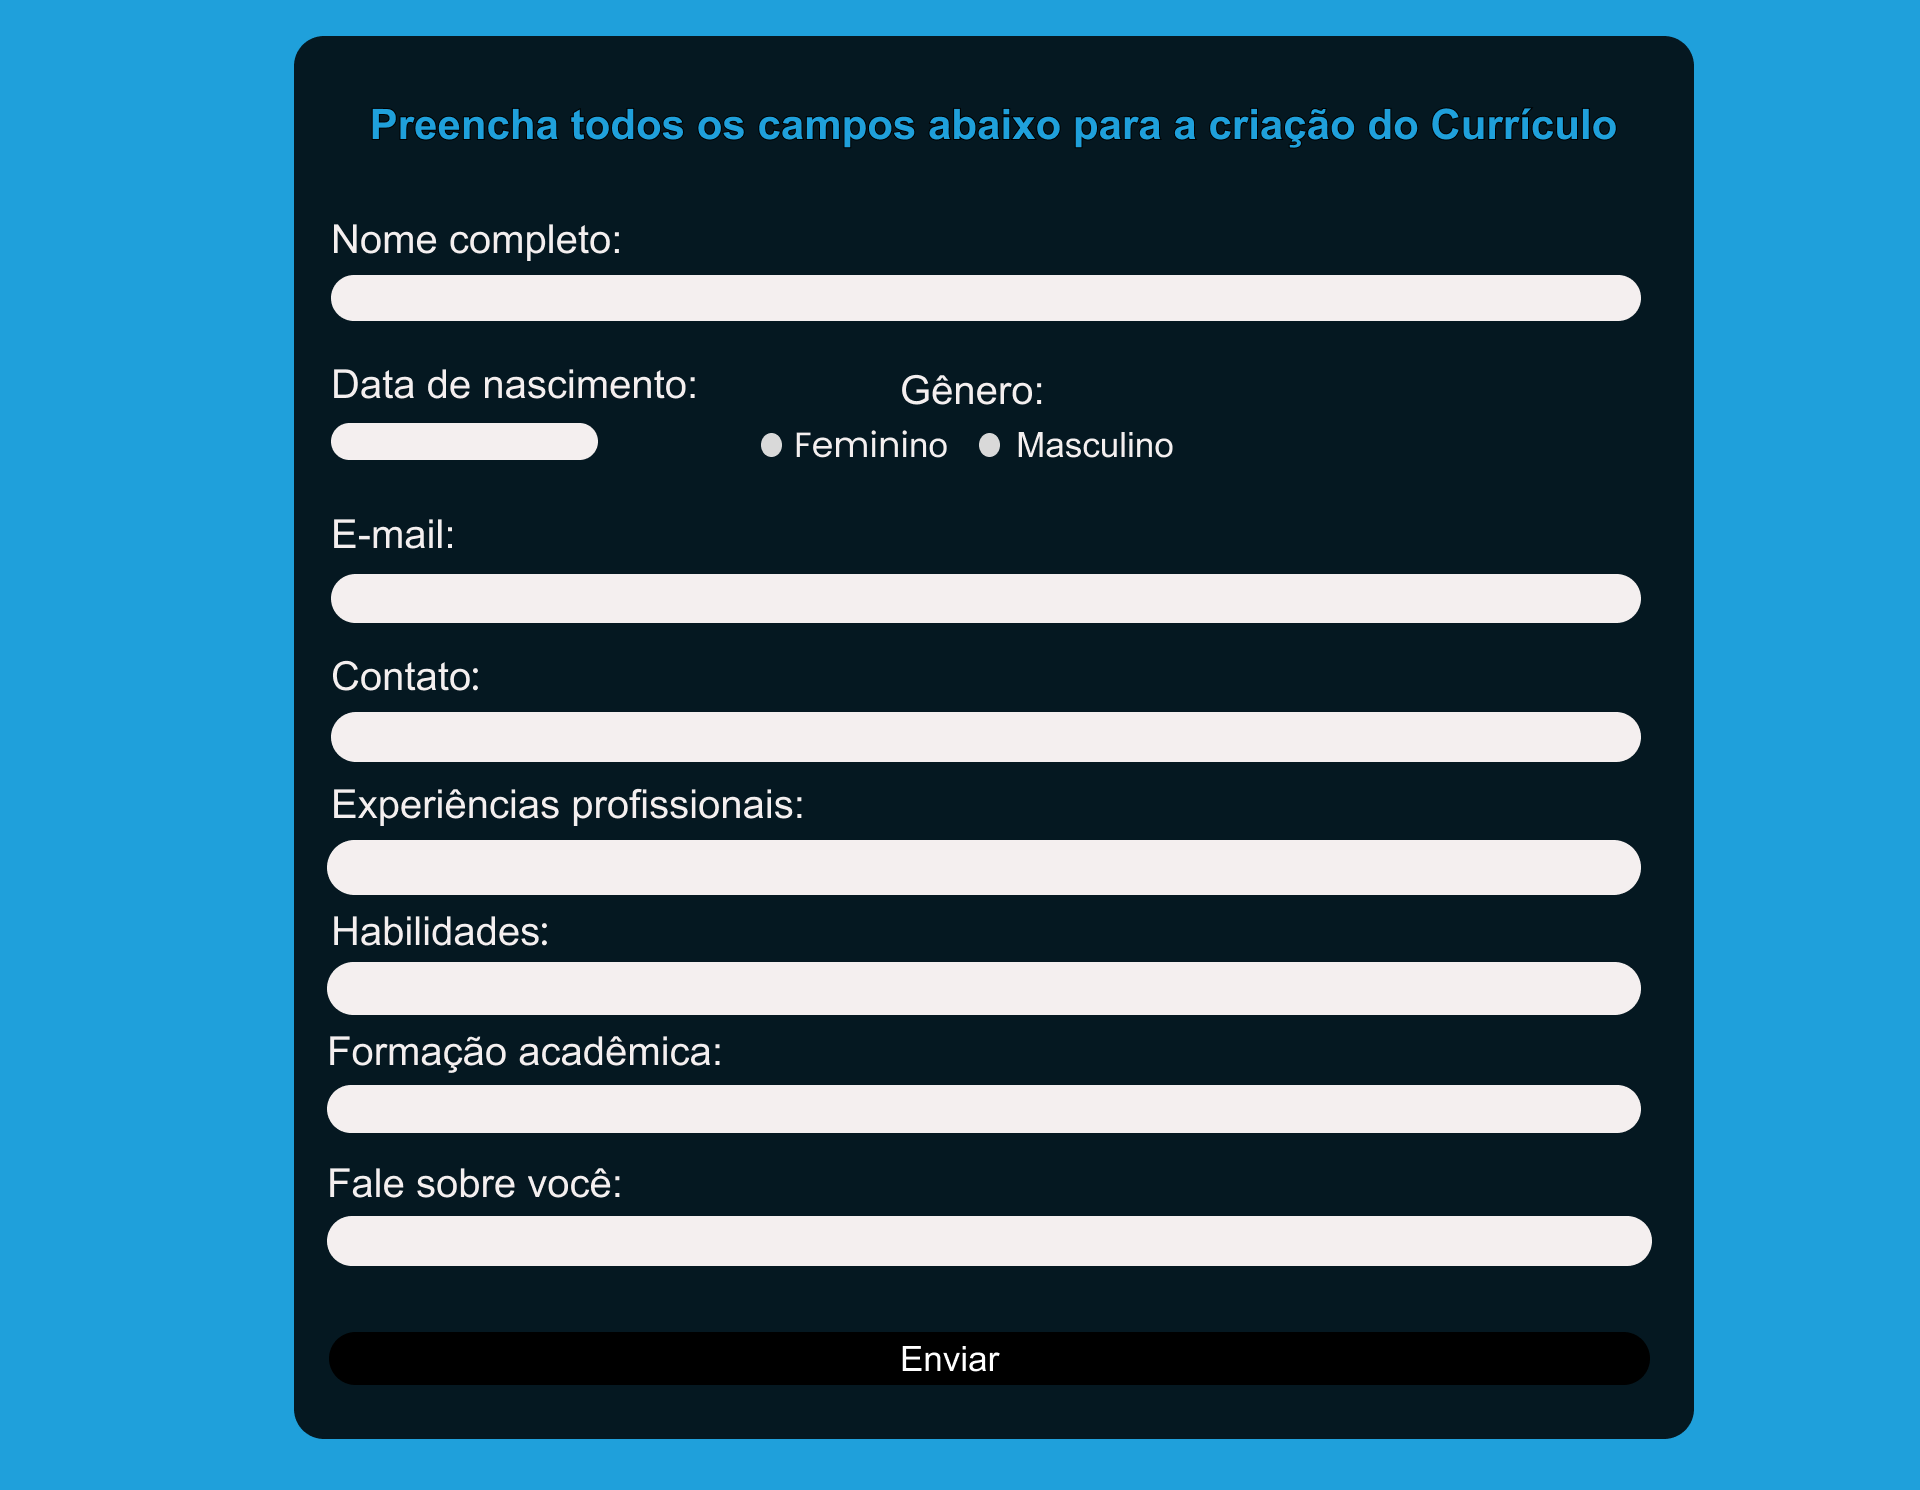 Preencha todos os campos abaixo para a criação do Currículo
Nome completo:
Data de nascimento:
Gênero:
Feminino
Masculino
E-mail:
Contato:
Experiências profissionais:
Habilidades:
Formação acadêmica:
Fale sobre você:
Enviar